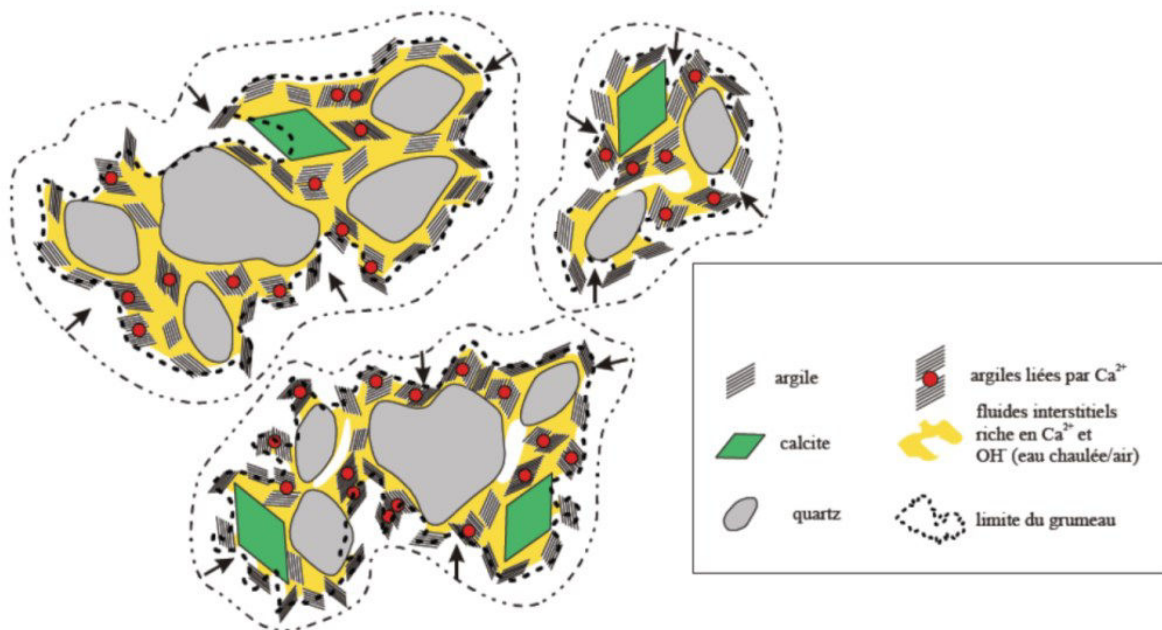 argile
argiles liées par Ca²⁺
calcite
fluides interstitiels
riche en Ca²⁺ et
OH⁻ (eau chaulée/air)
quartz
limite du grumeau